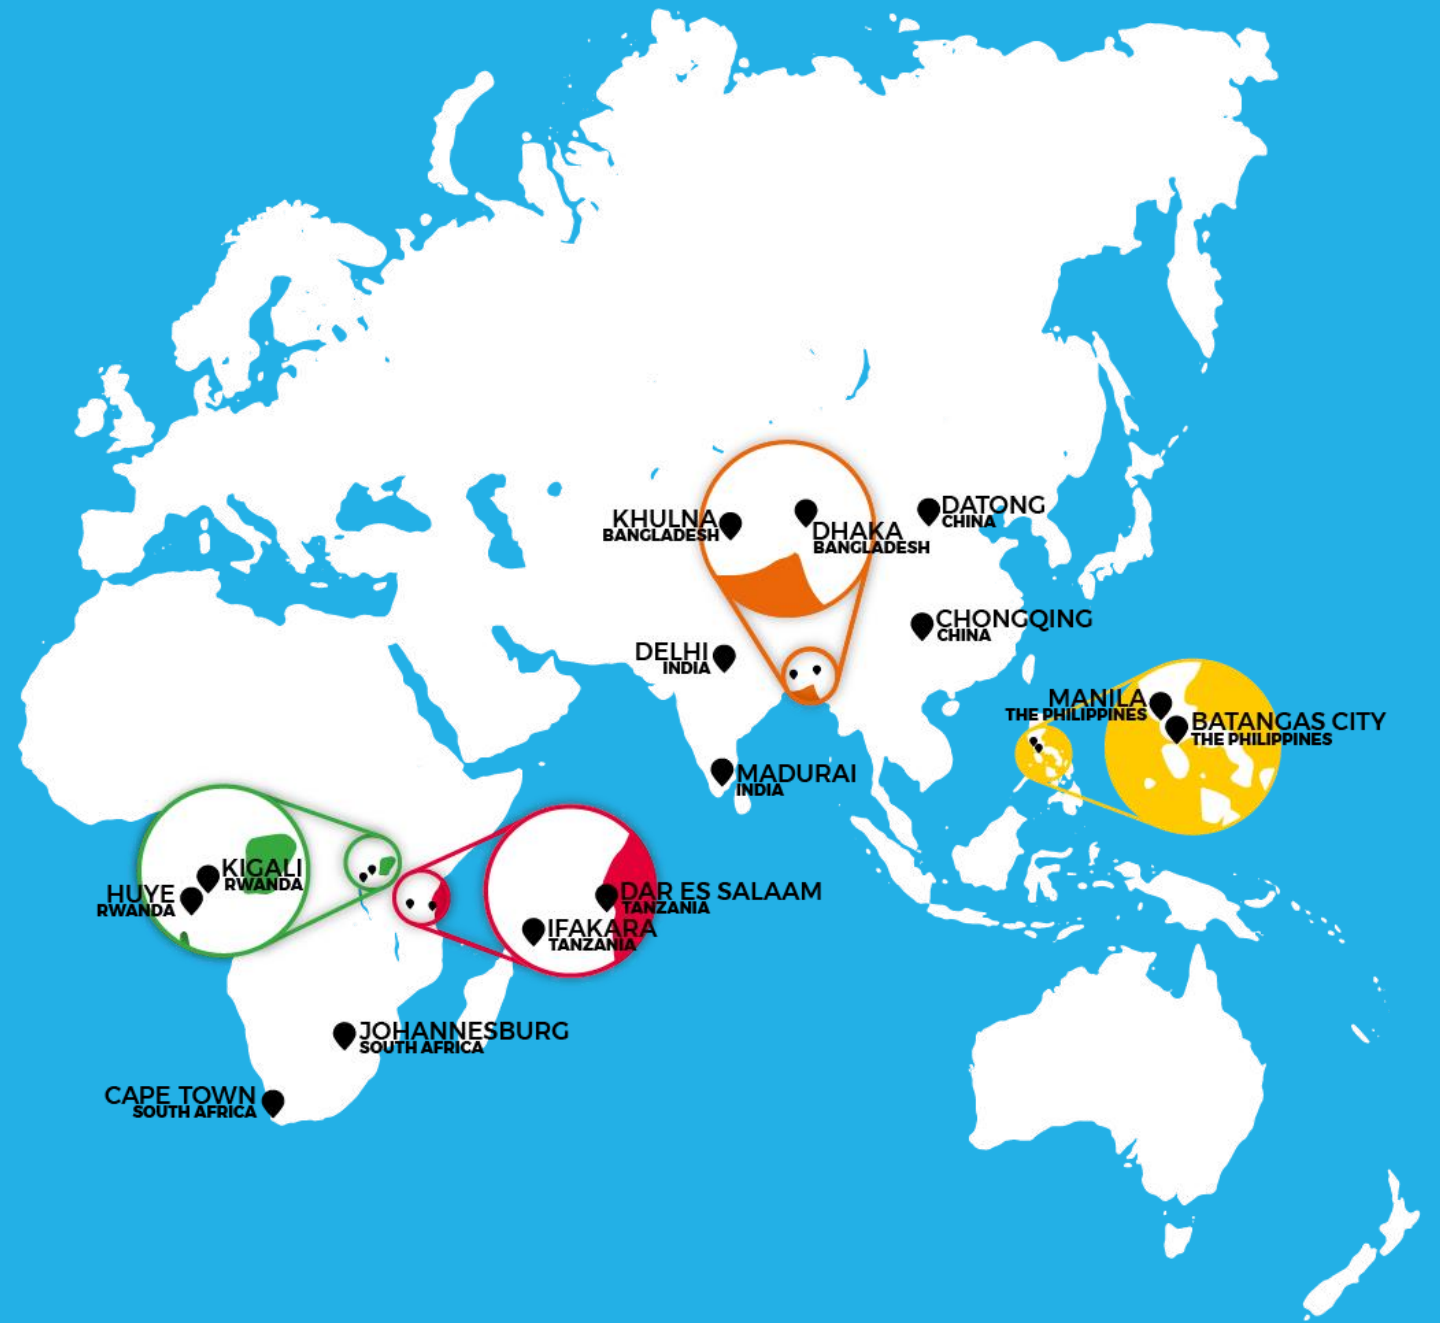 KHULNA
BANGLADESH
DHAKA
BANGLADESH
DATONG
CHINA
CHONGQING
CHINA
DELHI
INDIA
MANILA
THE PHILIPPINES
BATANGAS CITY
THE PHILIPPINES
MADURAI
INDIA
KIGALI
RWANDA
HUYE
RWANDA
DAR ES SALAAM
TANZANIA
IFAKARA
TANZANIA
JOHANNESBURG
SOUTH AFRICA
CAPE TOWN
SOUTH AFRICA